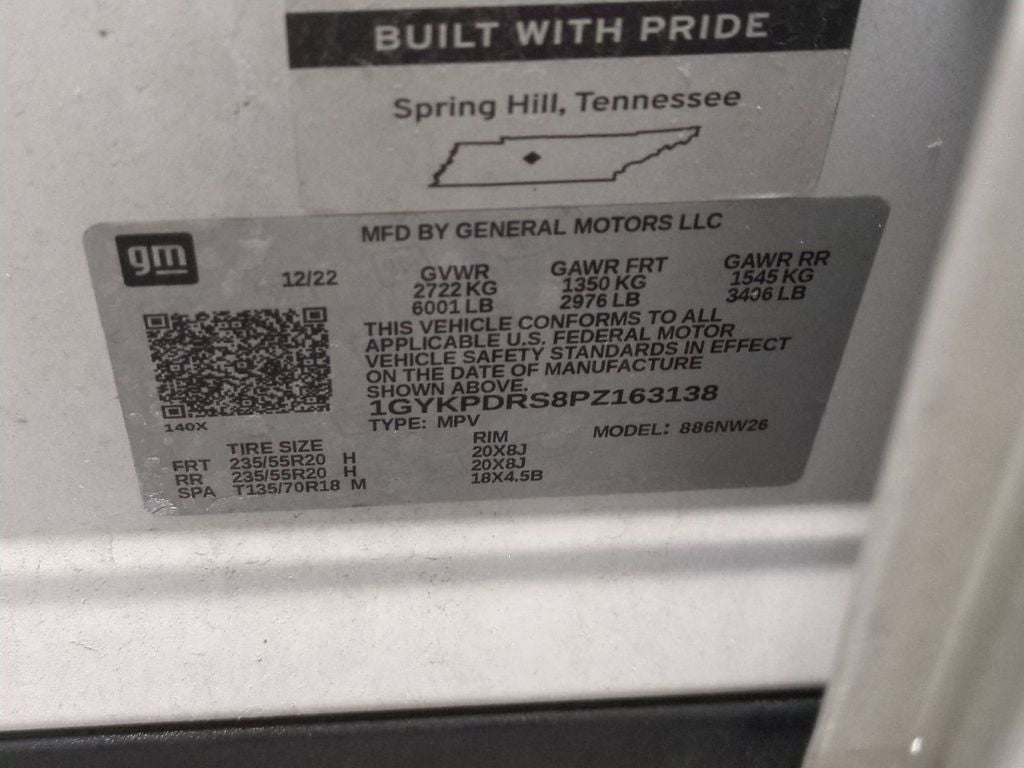 BUILT WITH PRIDE
Spring Hill, Tennessee
gm
MFD BY GENERAL MOTORS LLC
12/22
GVWR
2722 KG
6001 LB
GAWR FRT
1350 KG
2976 LB
GAWR RR
1545 KG
3406 LB
THIS VEHICLE CONFORMS TO ALL
APPLICABLE U.S. FEDERAL MOTOR
VEHICLE SAFETY STANDARDS IN EFFECT
ON THE DATE OF MANUFACTURE
SHOWN ABOVE.
1GYKPDRS8PZ163138
140X
TYPE: MPV
MODEL: 886NW26
TIRE SIZE RIM
FRT 235/55R20 H 20X8J
RR 235/55R20 H 20X8J
SPA T135/70R18 M 18X4.5B